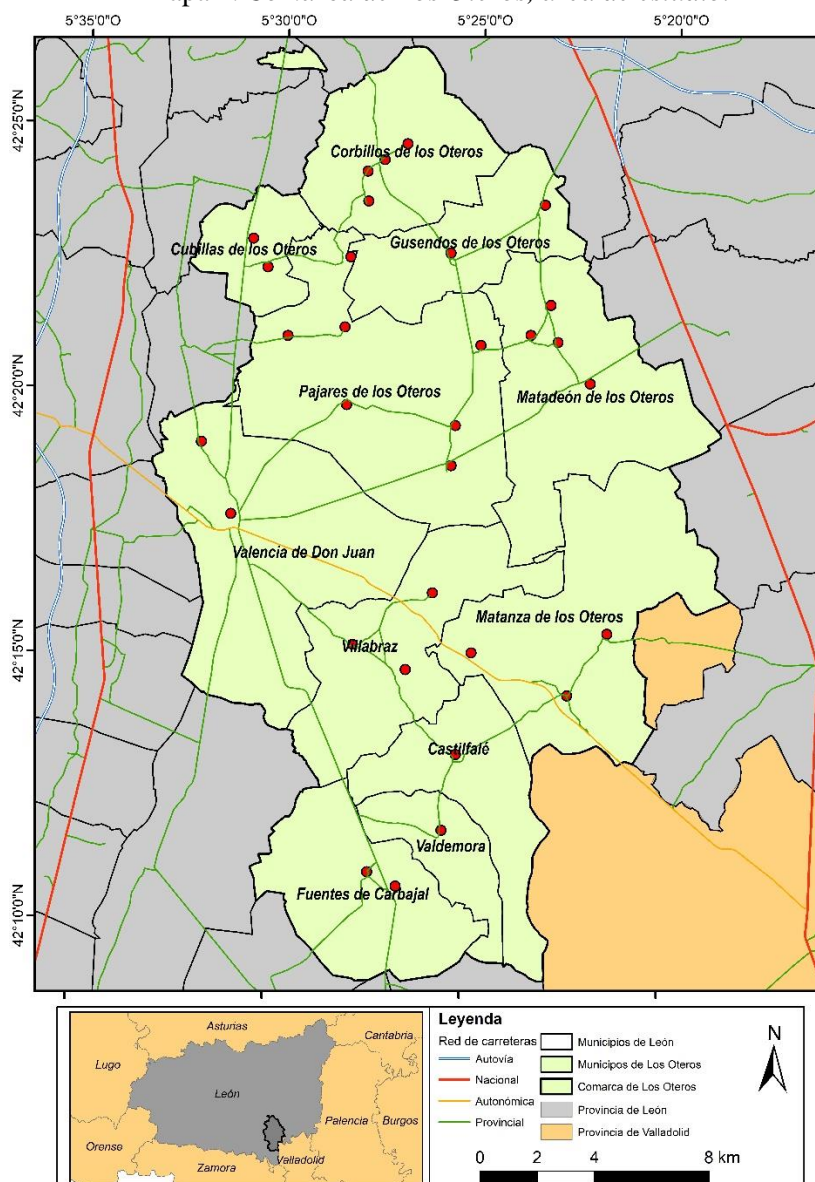 5°35'0"O 5°30'0"O 5°25'0"O 5°20'0"O
42°25'0"N
42°20'0"N
42°15'0"N
42°10'0"N
Corbillos de los Oteros
Cubillas de los Oteros
Gusendos de los Oteros
Pajares de los Oteros
Matadeón de los Oteros
Valencia de Don Juan
Matanza de los Oteros
Villabraz
Castilfalé
Valdemora
Fuentes de Carbajal
Asturias
Cantabria
Lugo
León
Palencia
Burgos
Orense
Valladolid
Zamora
Leyenda
Red de carreteras
Autovía
Nacional
Autonómica
Provincial
Municipios de León
Municipos de Los Oteros
Comarca de Los Oteros
Provincia de León
Provincia de Valladolid
N
0 2 4 8 km